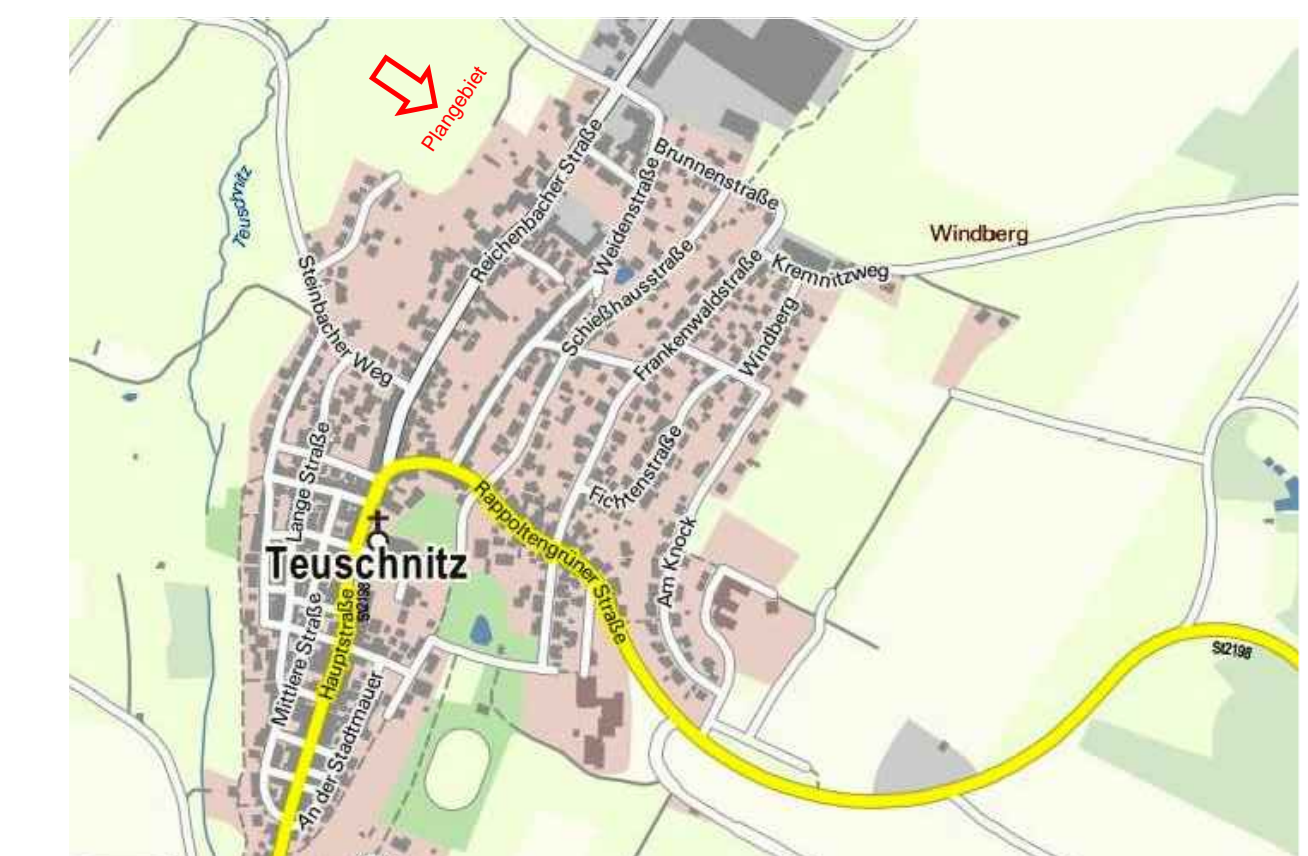 Plangebiet
Teuschnitz
Reichenbacher Straße
Brunnenstraße
Weidenstraße
Windberg
Kremnitzweg
Steinbacher Weg
Schießhausstraße
Frankenwaldstraße
Windberg
Lange Straße
Fichtenstraße
Rappoltengrüner Straße
Am Knock
Teuschnitz
St2198
Hauptstraße
Mittlere Straße
An der Stadtmauer
St2198